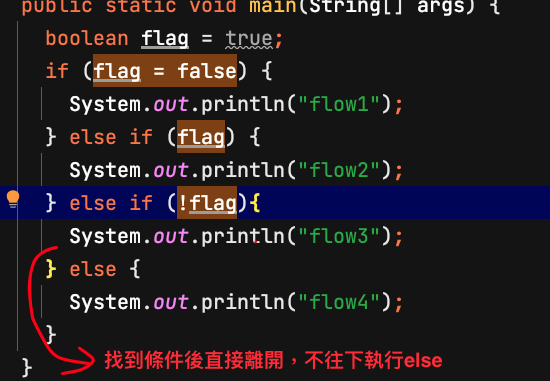 public static void main(String[] args) {
boolean flag = true;
if (flag = false) {
System.out.println("flow1");
} else if (flag) {
System.out.println("flow2");
} else if (!flag){
System.out.println("flow3");
} else {
System.out.println("flow4");
}
找到條件後直接離開，不往下執行else
}